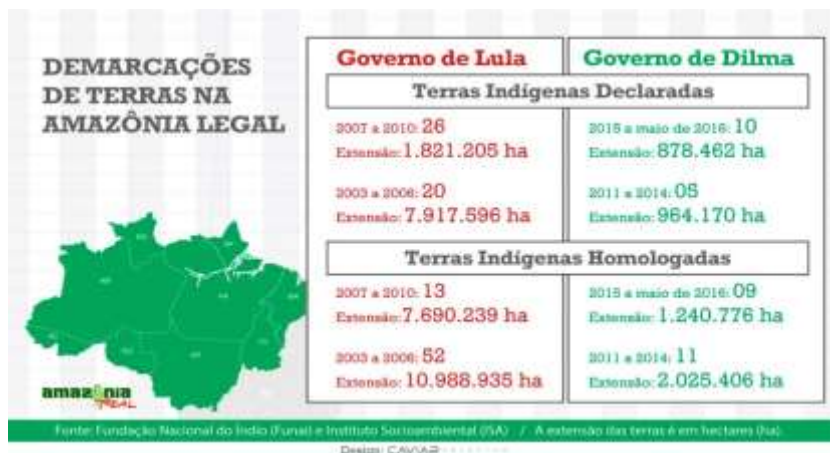 DEMARCAÇÕES
DE TERRAS NA
AMAZÔNIA LEGAL
Governo de Lula
Governo de Dilma
Terras Indígenas Declaradas
2007 a 2010: 26
Extensão: 1.821.205 ha
2003 a 2006: 20
Extensão: 7.917.596 ha
2015 a maio de 2016: 10
Extensão: 878.462 ha
2011 a 2014: 05
Extensão: 964.170 ha
Terras Indígenas Homologadas
2007 a 2010: 13
Extensão: 7.690.239 ha
2003 a 2006: 52
Extensão: 10.988.935 ha
2015 a maio de 2016: 09
Extensão: 1.240.776 ha
2011 a 2014: 11
Extensão: 2.025.406 ha
amazônia
REAL
Fonte: Fundação Nacional do Índio (Funai) e Instituto Socioambiental (ISA) / A extensão das terras é em hectares (ha).
Design: CAVIAR